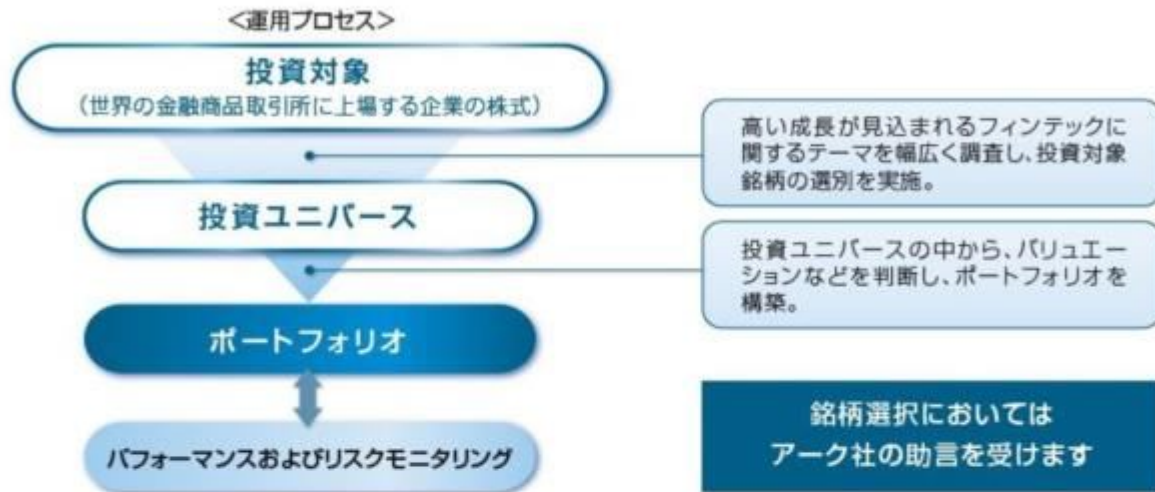 ＜運用プロセス＞
投資対象
（世界の金融商品取引所に上場する企業の株式）
高い成長が見込まれるフィンテックに
関するテーマを幅広く調査し、投資対象
銘柄の選別を実施。
投資ユニバース
投資ユニバースの中から、バリュエー
ションなどを判断し、ポートフォリオを
構築。
ポートフォリオ
パフォーマンスおよびリスクモニタリング
銘柄選択においては
アーク社の助言を受けます